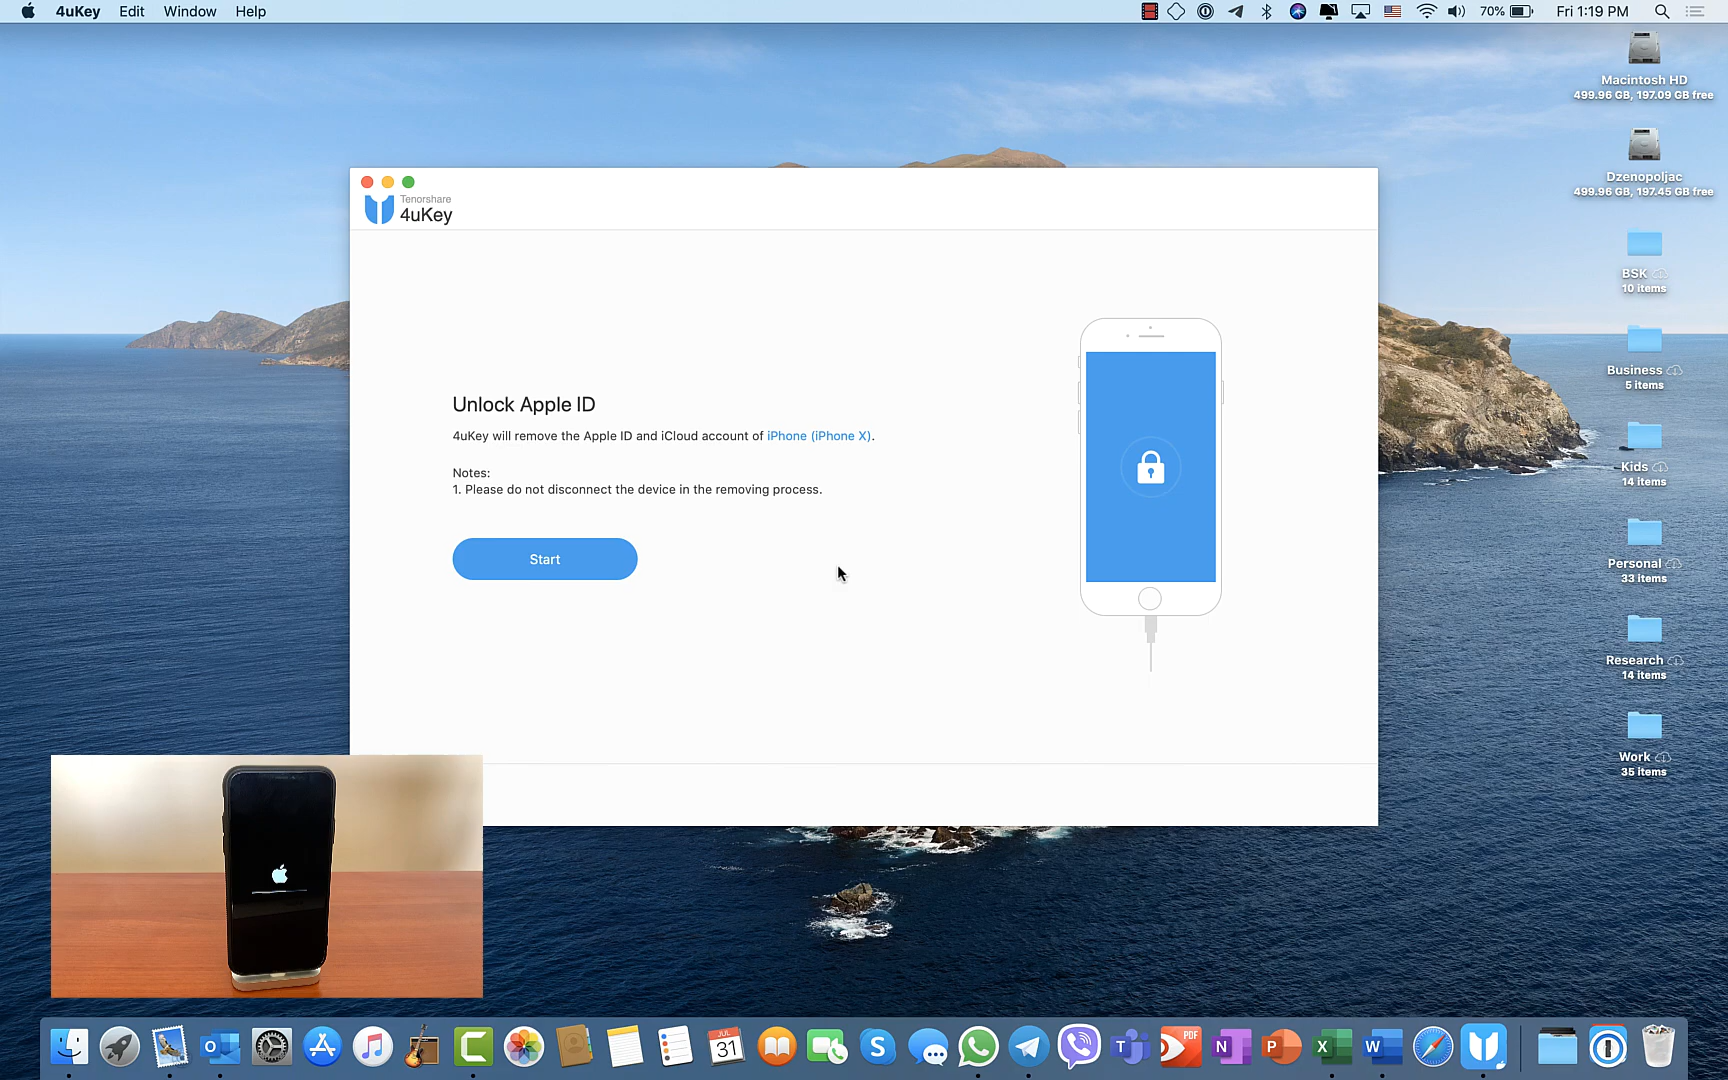 4uKey Edit Window Help
70% Fri 1:19 PM
Macintosh HD
499.96 GB, 197.09 GB free
Dzenopoljac
499.96 GB, 197.45 GB free
BSK
10 items
Business
5 items
Kids
14 items
Personal
33 items
Research
14 items
Work
35 items
Tenorshare
4uKey
Unlock Apple ID
4uKey will remove the Apple ID and iCloud account of iPhone (iPhone X).
Notes:
1. Please do not disconnect the device in the removing process.
Start
JUL
31
PDF